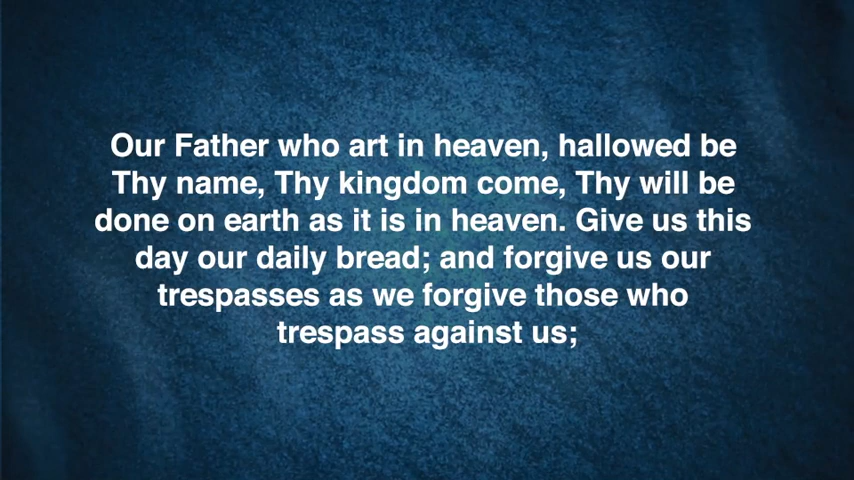 Our Father who art in heaven, hallowed be
Thy name, Thy kingdom come, Thy will be
done on earth as it is in heaven. Give us this
day our daily bread; and forgive us our
trespasses as we forgive those who
trespass against us;